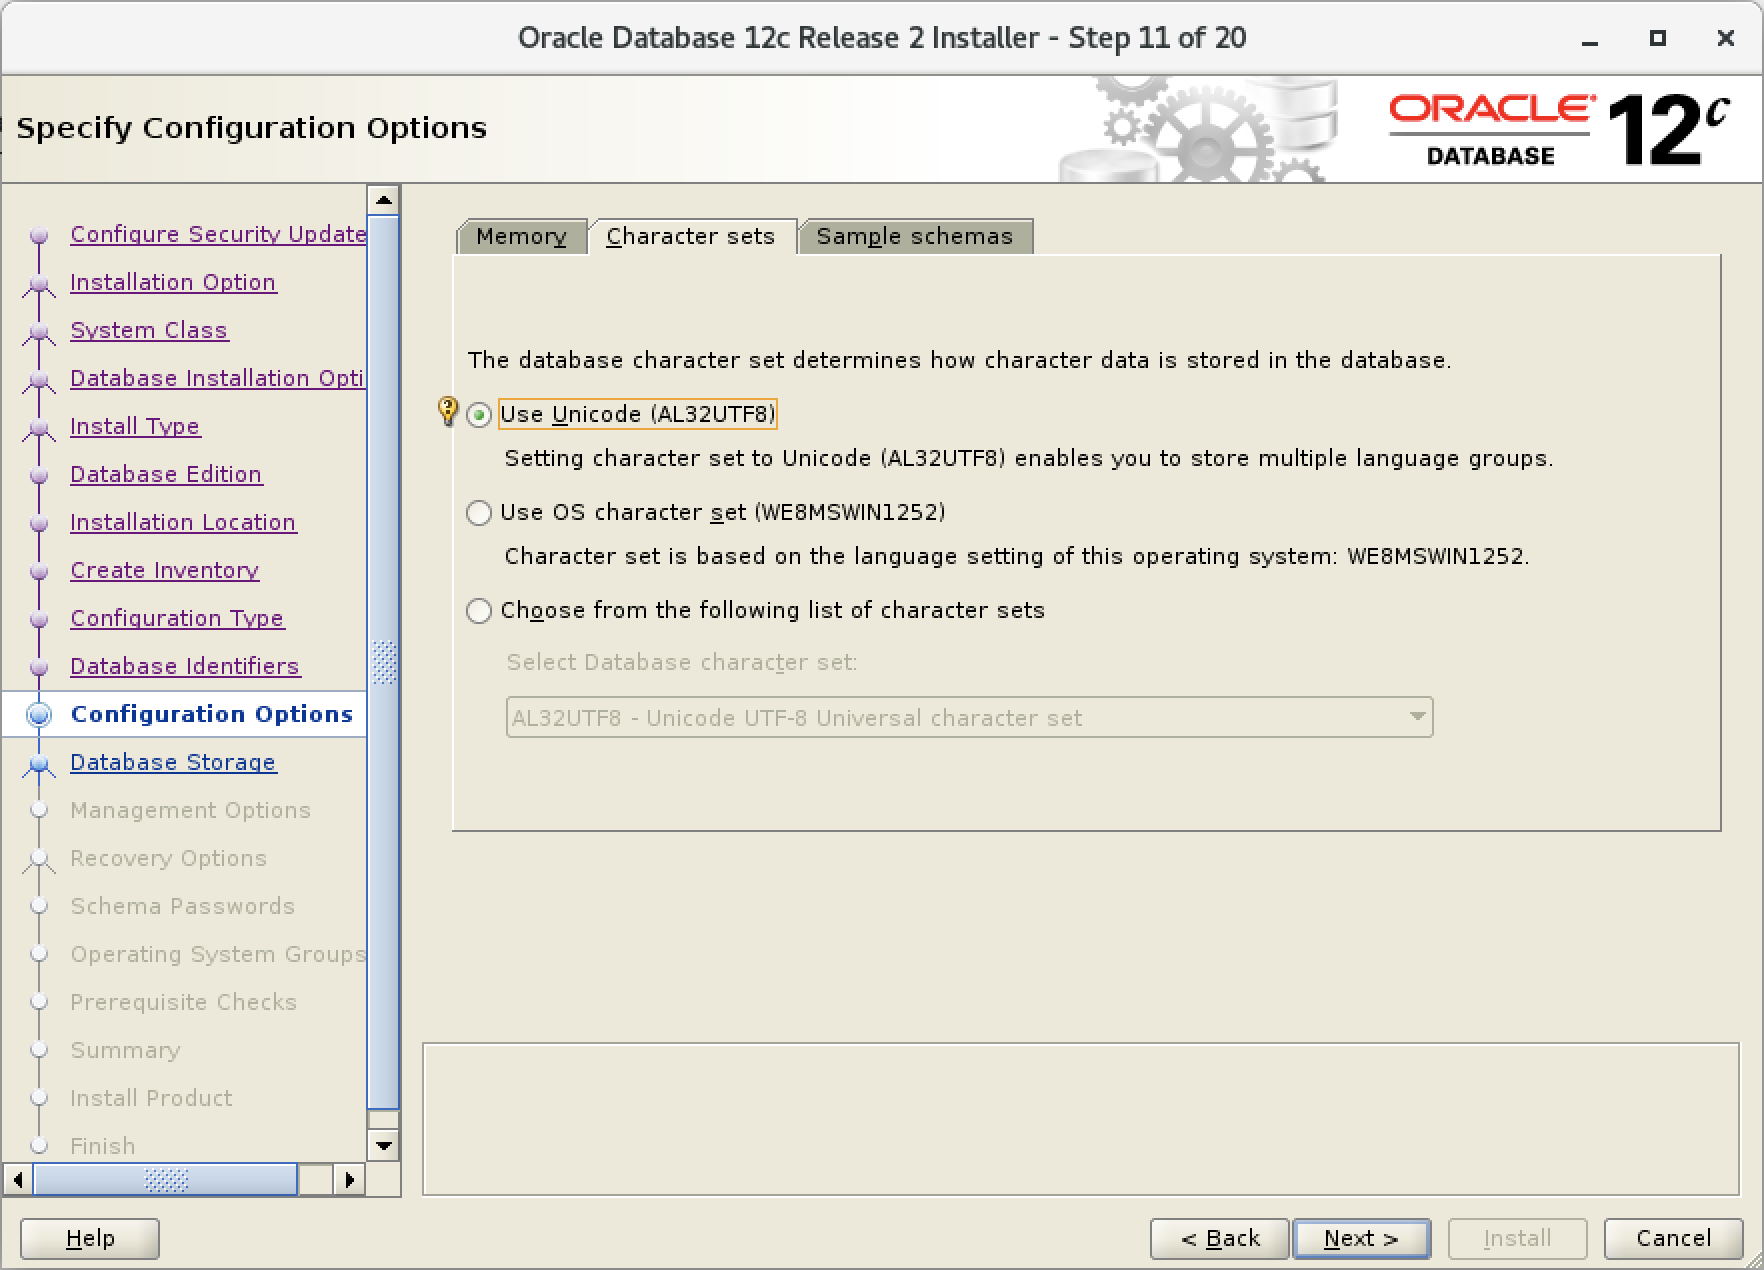 Oracle Database 12c Release 2 Installer - Step 11 of 20
Specify Configuration Options
ORACLE
DATABASE
12c
Configure Security Update
Installation Option
System Class
Database Installation Opti
Install Type
Database Edition
Installation Location
Create Inventory
Configuration Type
Database Identifiers
Configuration Options
Database Storage
Management Options
Recovery Options
Schema Passwords
Operating System Groups
Prerequisite Checks
Summary
Install Product
Finish
Memory Character sets Sample schemas
The database character set determines how character data is stored in the database.
Use Unicode (AL32UTF8)
Setting character set to Unicode (AL32UTF8) enables you to store multiple language groups.
Use OS character set (WE8MSWIN1252)
Character set is based on the language setting of this operating system: WE8MSWIN1252.
Choose from the following list of character sets
Select Database character set:
AL32UTF8 - Unicode UTF-8 Universal character set
Help < Back Next > Install Cancel